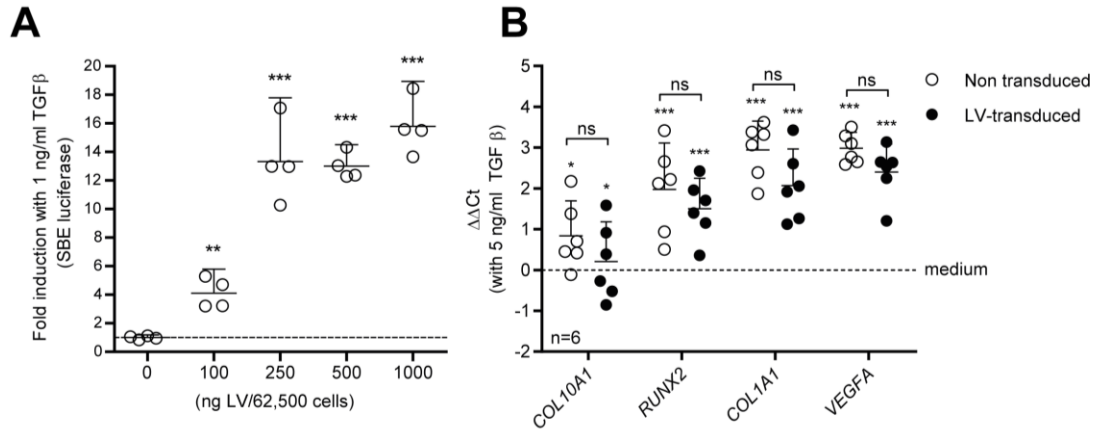 A
Fold induction with 1 ng/ml TGFβ
(SBE luciferase)
20
18
16
14
12
10
8
6
4
2
0
**
***
***
***
0 100 250 500 1000
(ng LV/62,500 cells)
B
ΔΔCt
(with 5 ng/ml TGF β)
5
4
3
2
1
0
-1
-2
ns
ns
ns
ns
*
*
***
***
***
***
***
***
n=6
medium
COL10A1
RUNX2
COL1A1
VEGFA
Non transduced
LV-transduced